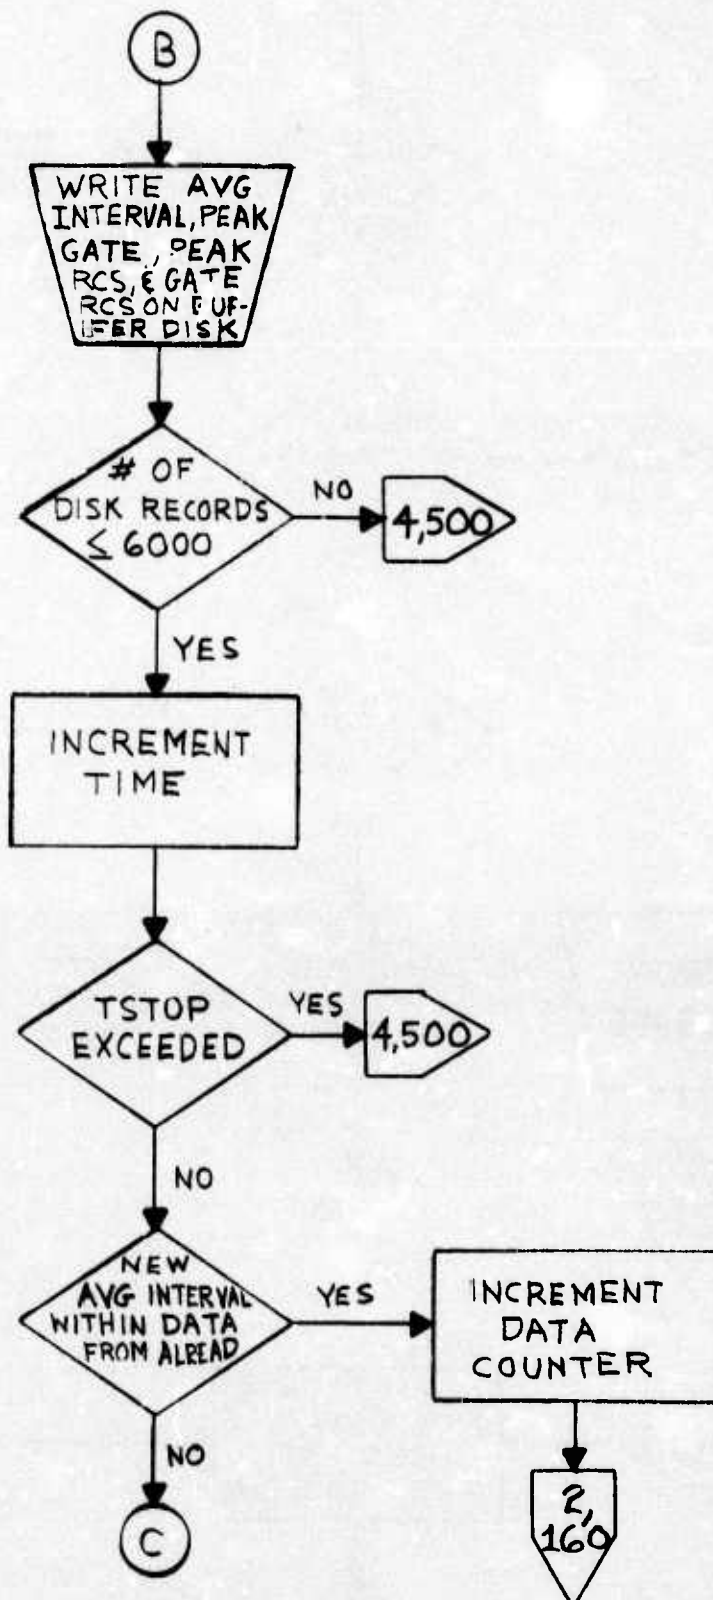 B
WRITE AVG
INTERVAL, PEAK
GATE, PEAK
RCS, & GATE
RCS ON BUF-
FER DISK
# OF
DISK RECORDS
≤ 6000
NO
4,500
YES
INCREMENT
TIME
TSTOP
EXCEEDED
YES
4,500
NO
NEW
AVG INTERVAL
WITHIN DATA
FROM ALREAD
YES
INCREMENT
DATA
COUNTER
NO
C
2,
160